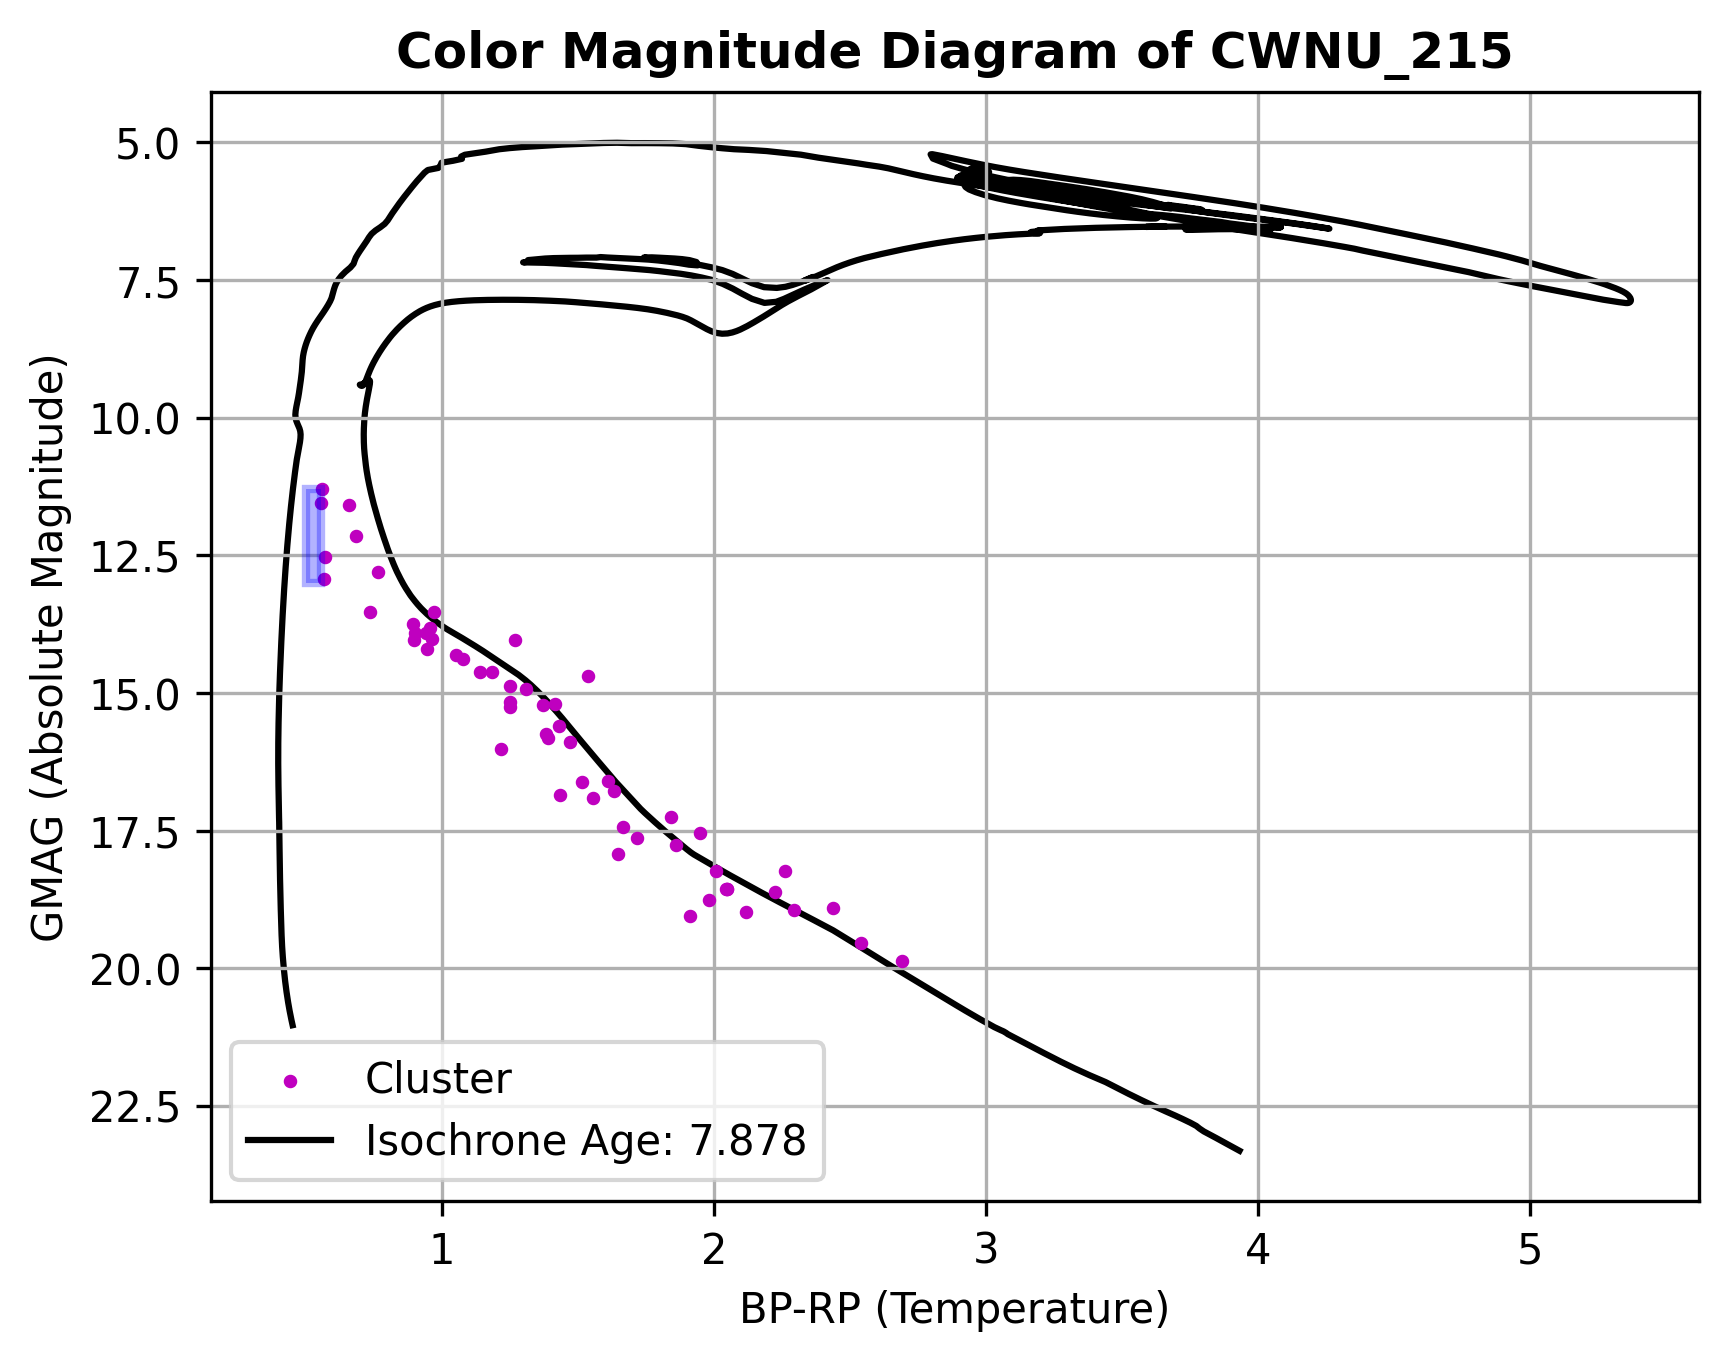 Color Magnitude Diagram of CWNU_215
GMAG (Absolute Magnitude)
5.0
7.5
10.0
12.5
15.0
17.5
20.0
22.5
Cluster
Isochrone Age: 7.878
1 2 3 4 5
BP-RP (Temperature)